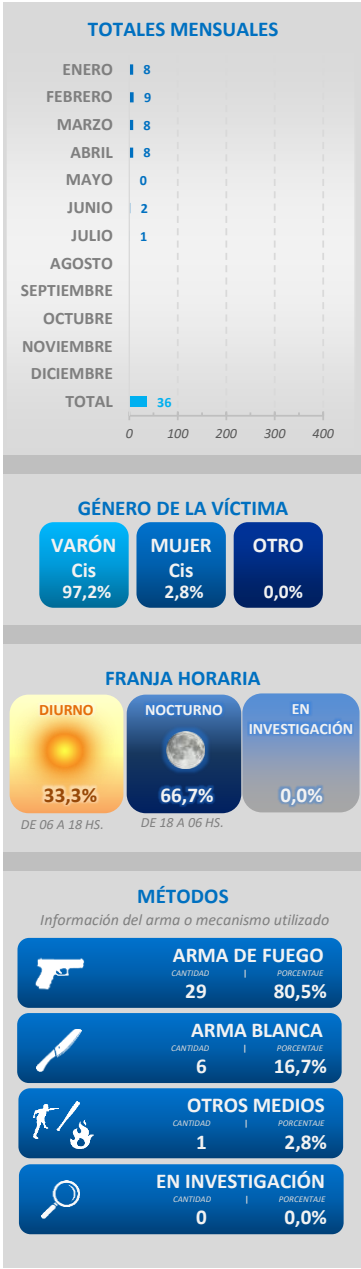 TOTALES MENSUALES
ENERO 8
FEBRERO 9
MARZO 8
ABRIL 8
MAYO 0
JUNIO 2
JULIO 1
AGOSTO
SEPTIEMBRE
OCTUBRE
NOVIEMBRE
DICIEMBRE
TOTAL 36
0 100 200 300 400
GÉNERO DE LA VÍCTIMA
VARÓN MUJER OTRO
Cis Cis
97,2% 2,8% 0,0%
FRANJA HORARIA
DIURNO NOCTURNO EN
INVESTIGACIÓN
33,3% 66,7% 0,0%
DE 06 A 18 HS. DE 18 A 06 HS.
MÉTODOS
Información del arma o mecanismo utilizado
ARMA DE FUEGO
CANTIDAD | PORCENTAJE
29 80,5%
ARMA BLANCA
CANTIDAD | PORCENTAJE
6 16,7%
OTROS MEDIOS
CANTIDAD | PORCENTAJE
1 2,8%
EN INVESTIGACIÓN
CANTIDAD | PORCENTAJE
0 0,0%